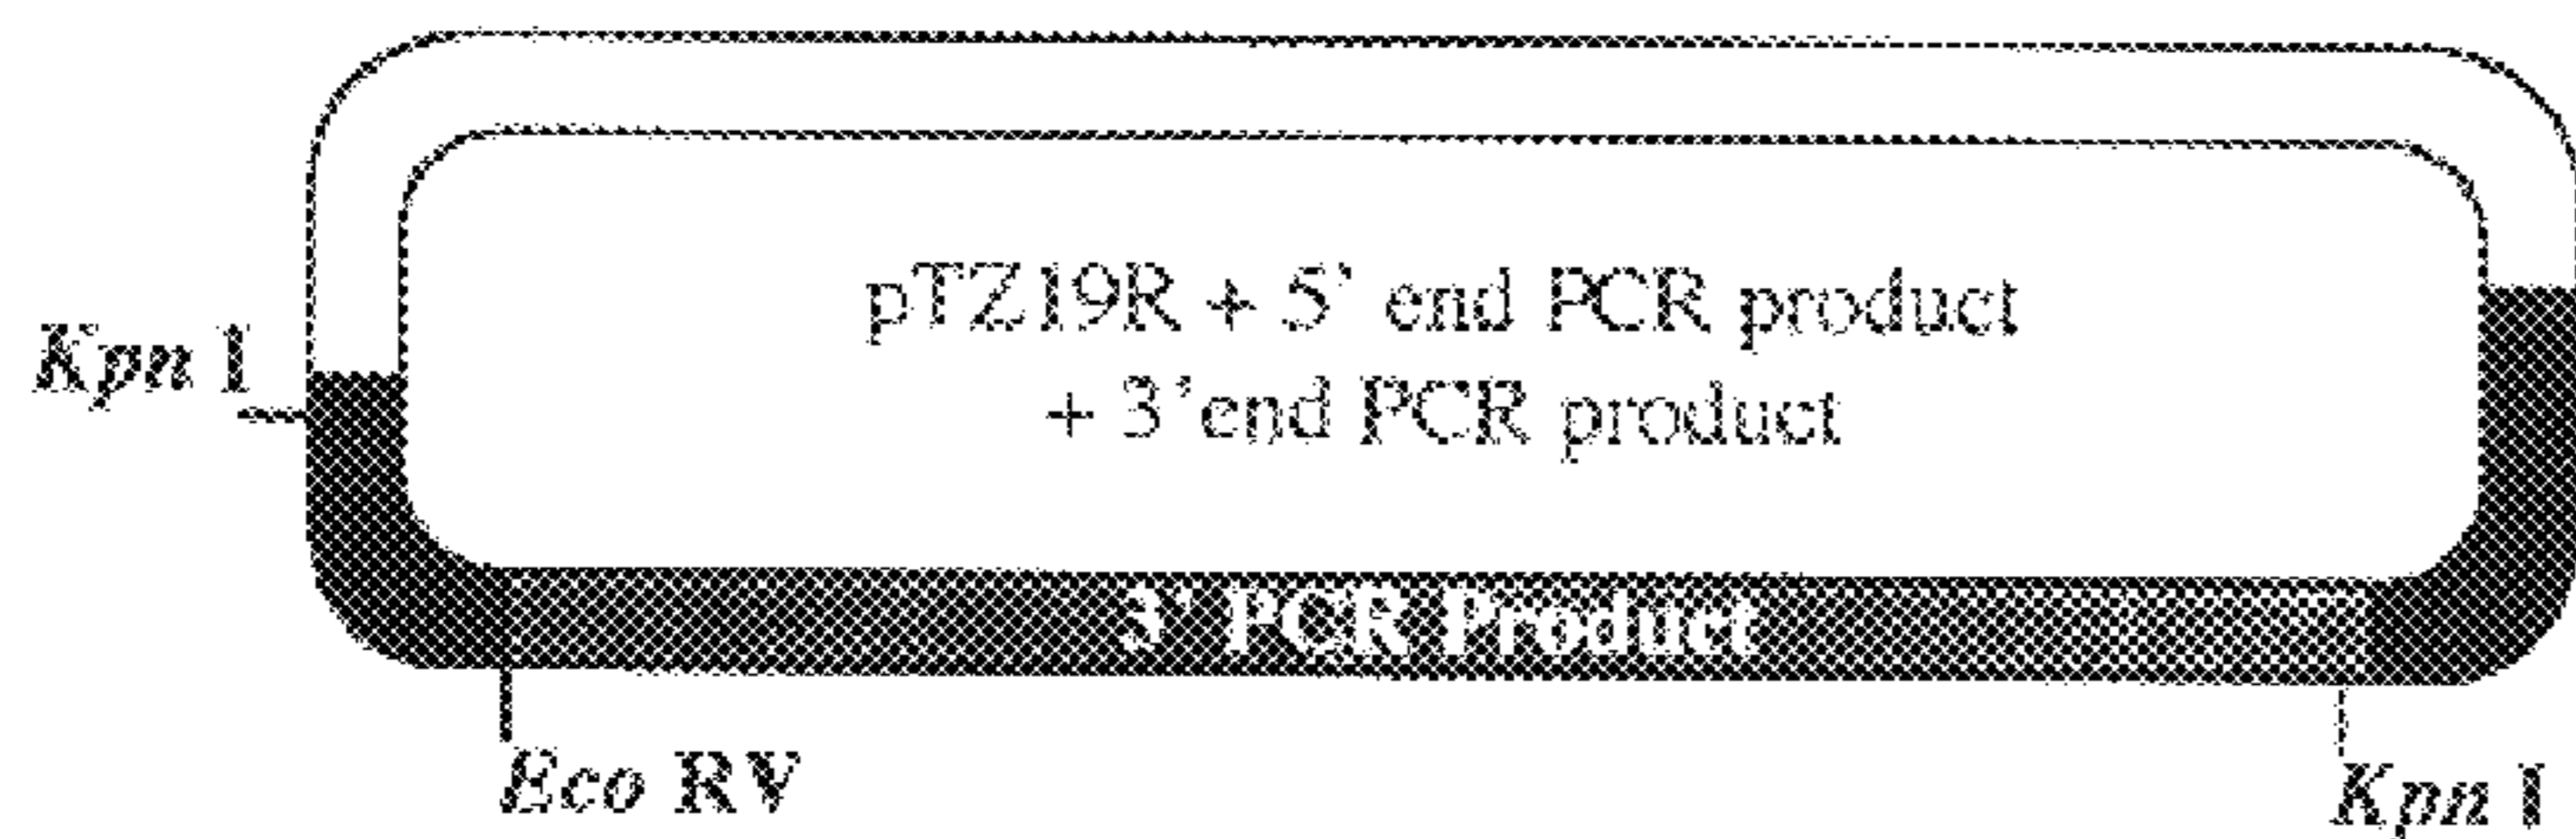 pTZ19R + 5' end PCR product
Kpn I
+ 3'end PCR product
3' PCR Product
Eco RV
Kpn I